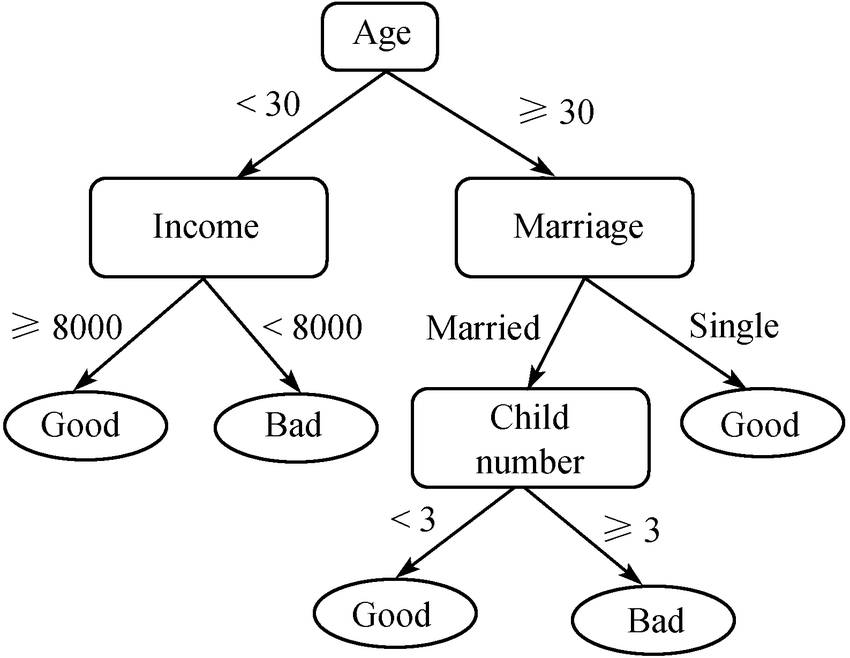 Age
< 30
≥ 30
Income
Marriage
≥ 8000
< 8000
Married
Single
Good
Bad
Child
number
Good
< 3
≥ 3
Good
Bad